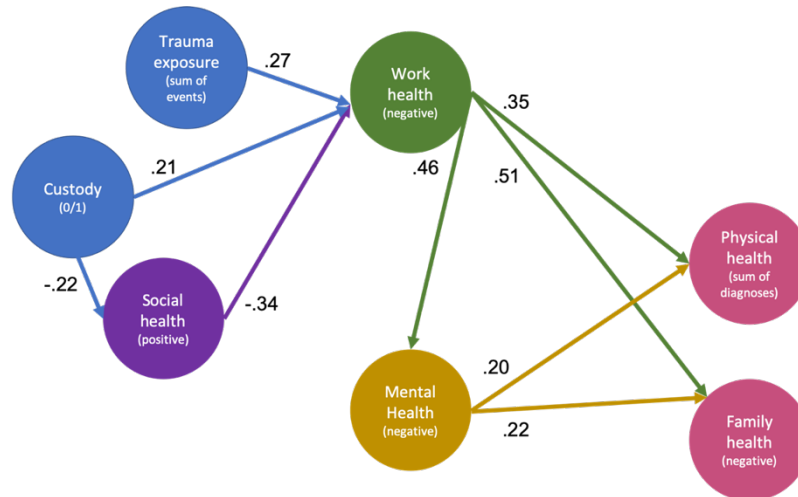 Trauma
exposure
(sum of
events)
.27
Work
health
(negative)
.35
.21
.46
.51
Custody
(0/1)
-.22
Social
health
(positive)
-.34
Physical
health
(sum of
diagnoses)
.20
Mental
Health
(negative)
.22
Family
health
(negative)